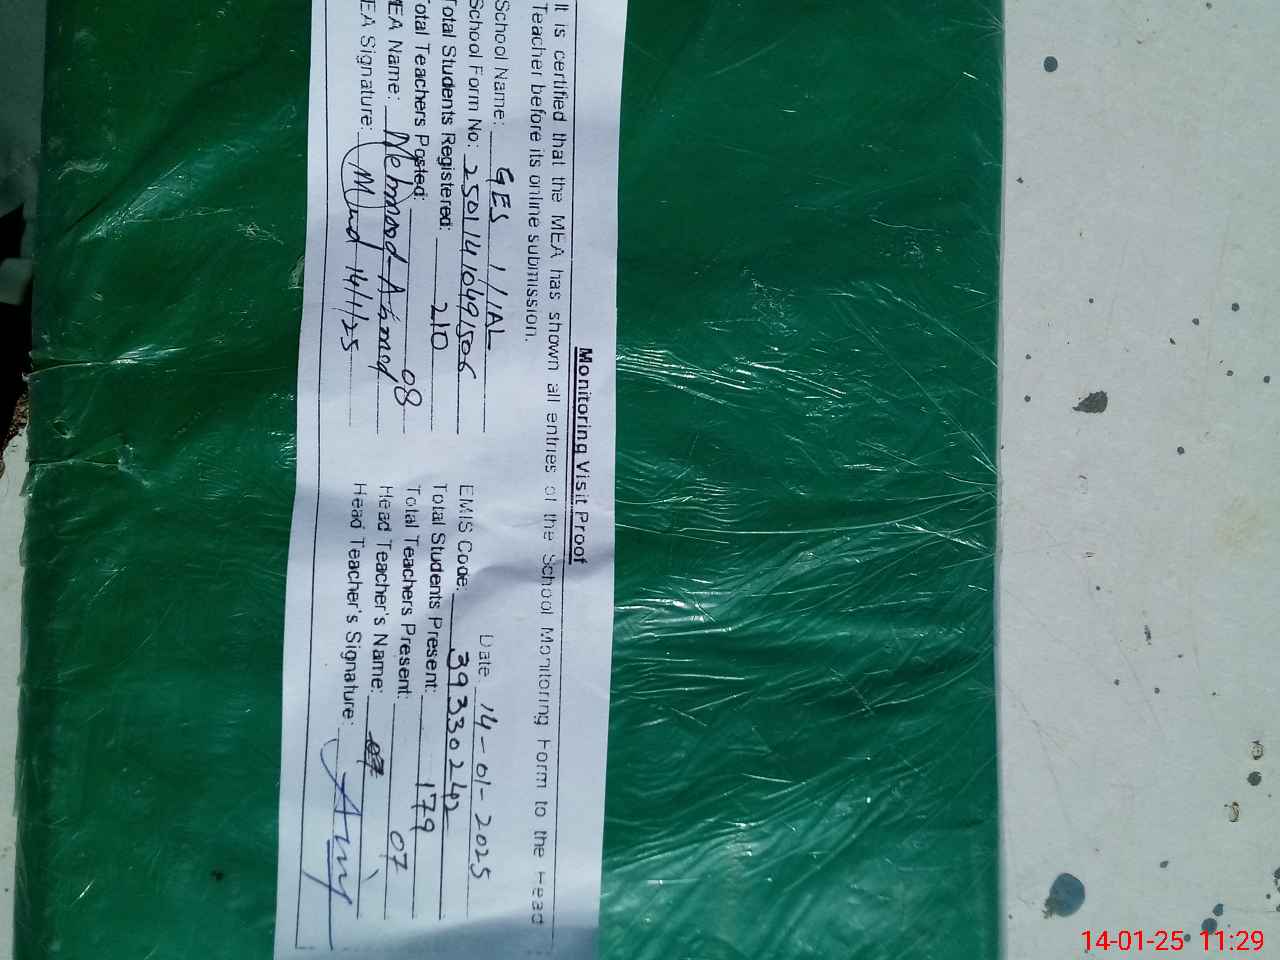 Monitoring Visit Proof
It is certified that the MEA has shown all entries of the School Monitoring Form to the Head
Teacher before its online submission.
School Name: GES 1/1AL Date: 14-01-2025
School Form No: 25011410491506 EMIS Code: 39330242
Total Students Registered: 210 Total Students Present: 179
Total Teachers Posted: 08 Total Teachers Present: 07
MEA Name: Mehmood Ahmed Head Teacher's Name:
MEA Signature: 14/1/25 Head Teacher's Signature:
14-01-25 11:29